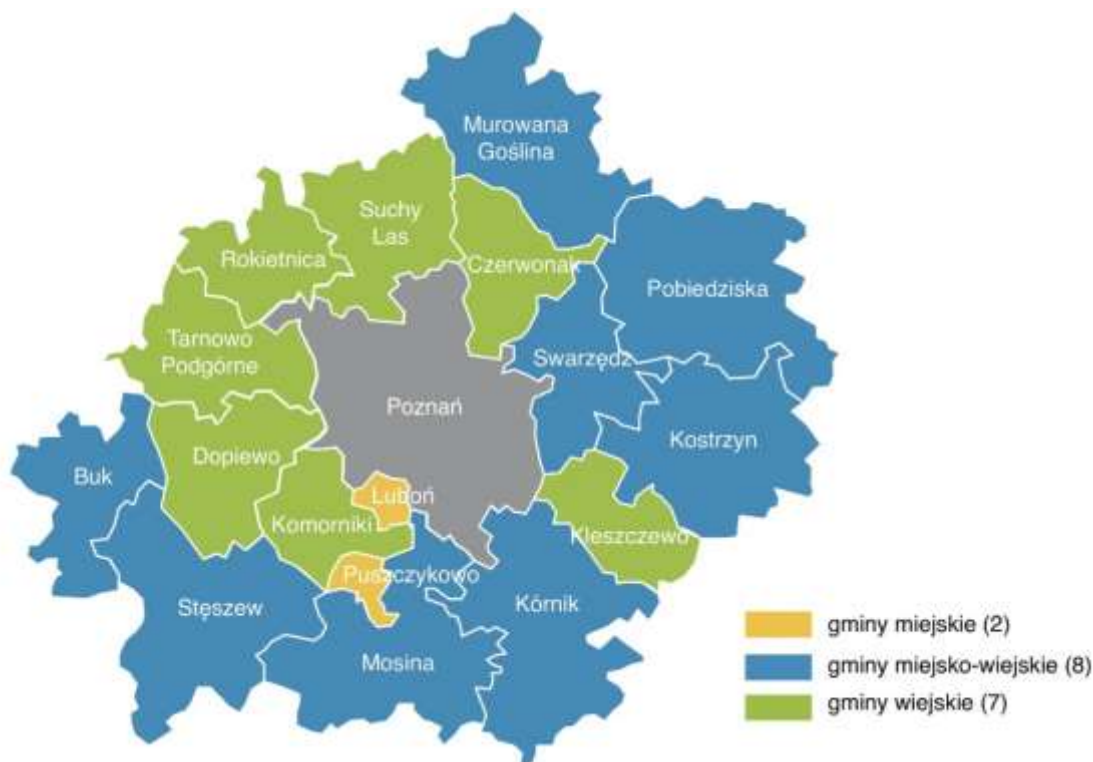 Murowana
Goślina
Suchy
Las
Rokietnica
Czerwonak
Pobiedziska
Tarnowo
Podgórne
Swarzędz
Poznań
Kostrzyn
Dopiewo
Buk
Luboń
Komorniki
Kleszczewo
Puszczykowo
Stęszew
Kórnik
Mosina
gminy miejskie (2)
gminy miejsko-wiejskie (8)
gminy wiejskie (7)